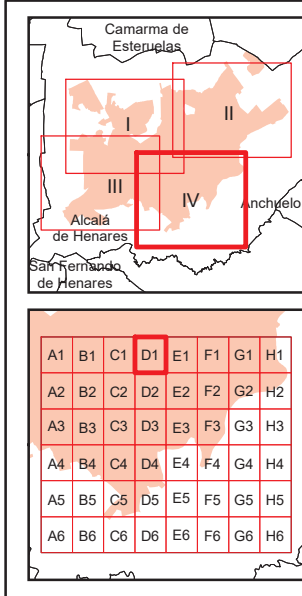 Camarma de
Esteruelas
I
II
III
IV
Anchuelo
Alcalá
de Henares
San Fernando
de Henares
A1 B1 C1 D1 E1 F1 G1 H1
A2 B2 C2 D2 E2 F2 G2 H2
A3 B3 C3 D3 E3 F3 G3 H3
A4 B4 C4 D4 E4 F4 G4 H4
A5 B5 C5 D5 E5 F5 G5 H5
A6 B6 C6 D6 E6 F6 G6 H6